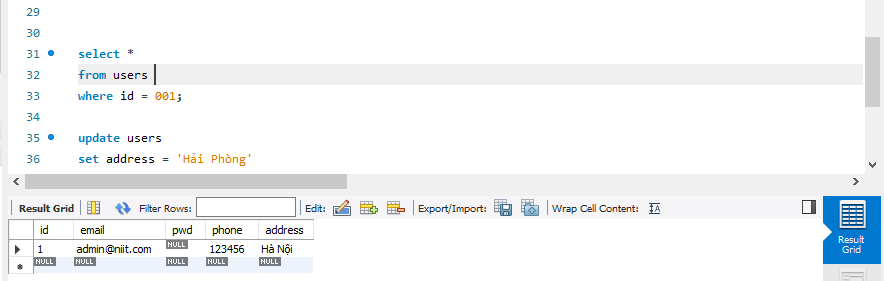 29
30
31 select *
32 from users
33 where id = 001;
34
35 update users
36 set address = 'Hải Phòng'
Result Grid Filter Rows: Edit: Export/Import: Wrap Cell Content: IA
id email pwd phone address
1 admin@niit.com NULL 123456 Hà Nội
NULL NULL NULL NULL NULL
Result
Grid